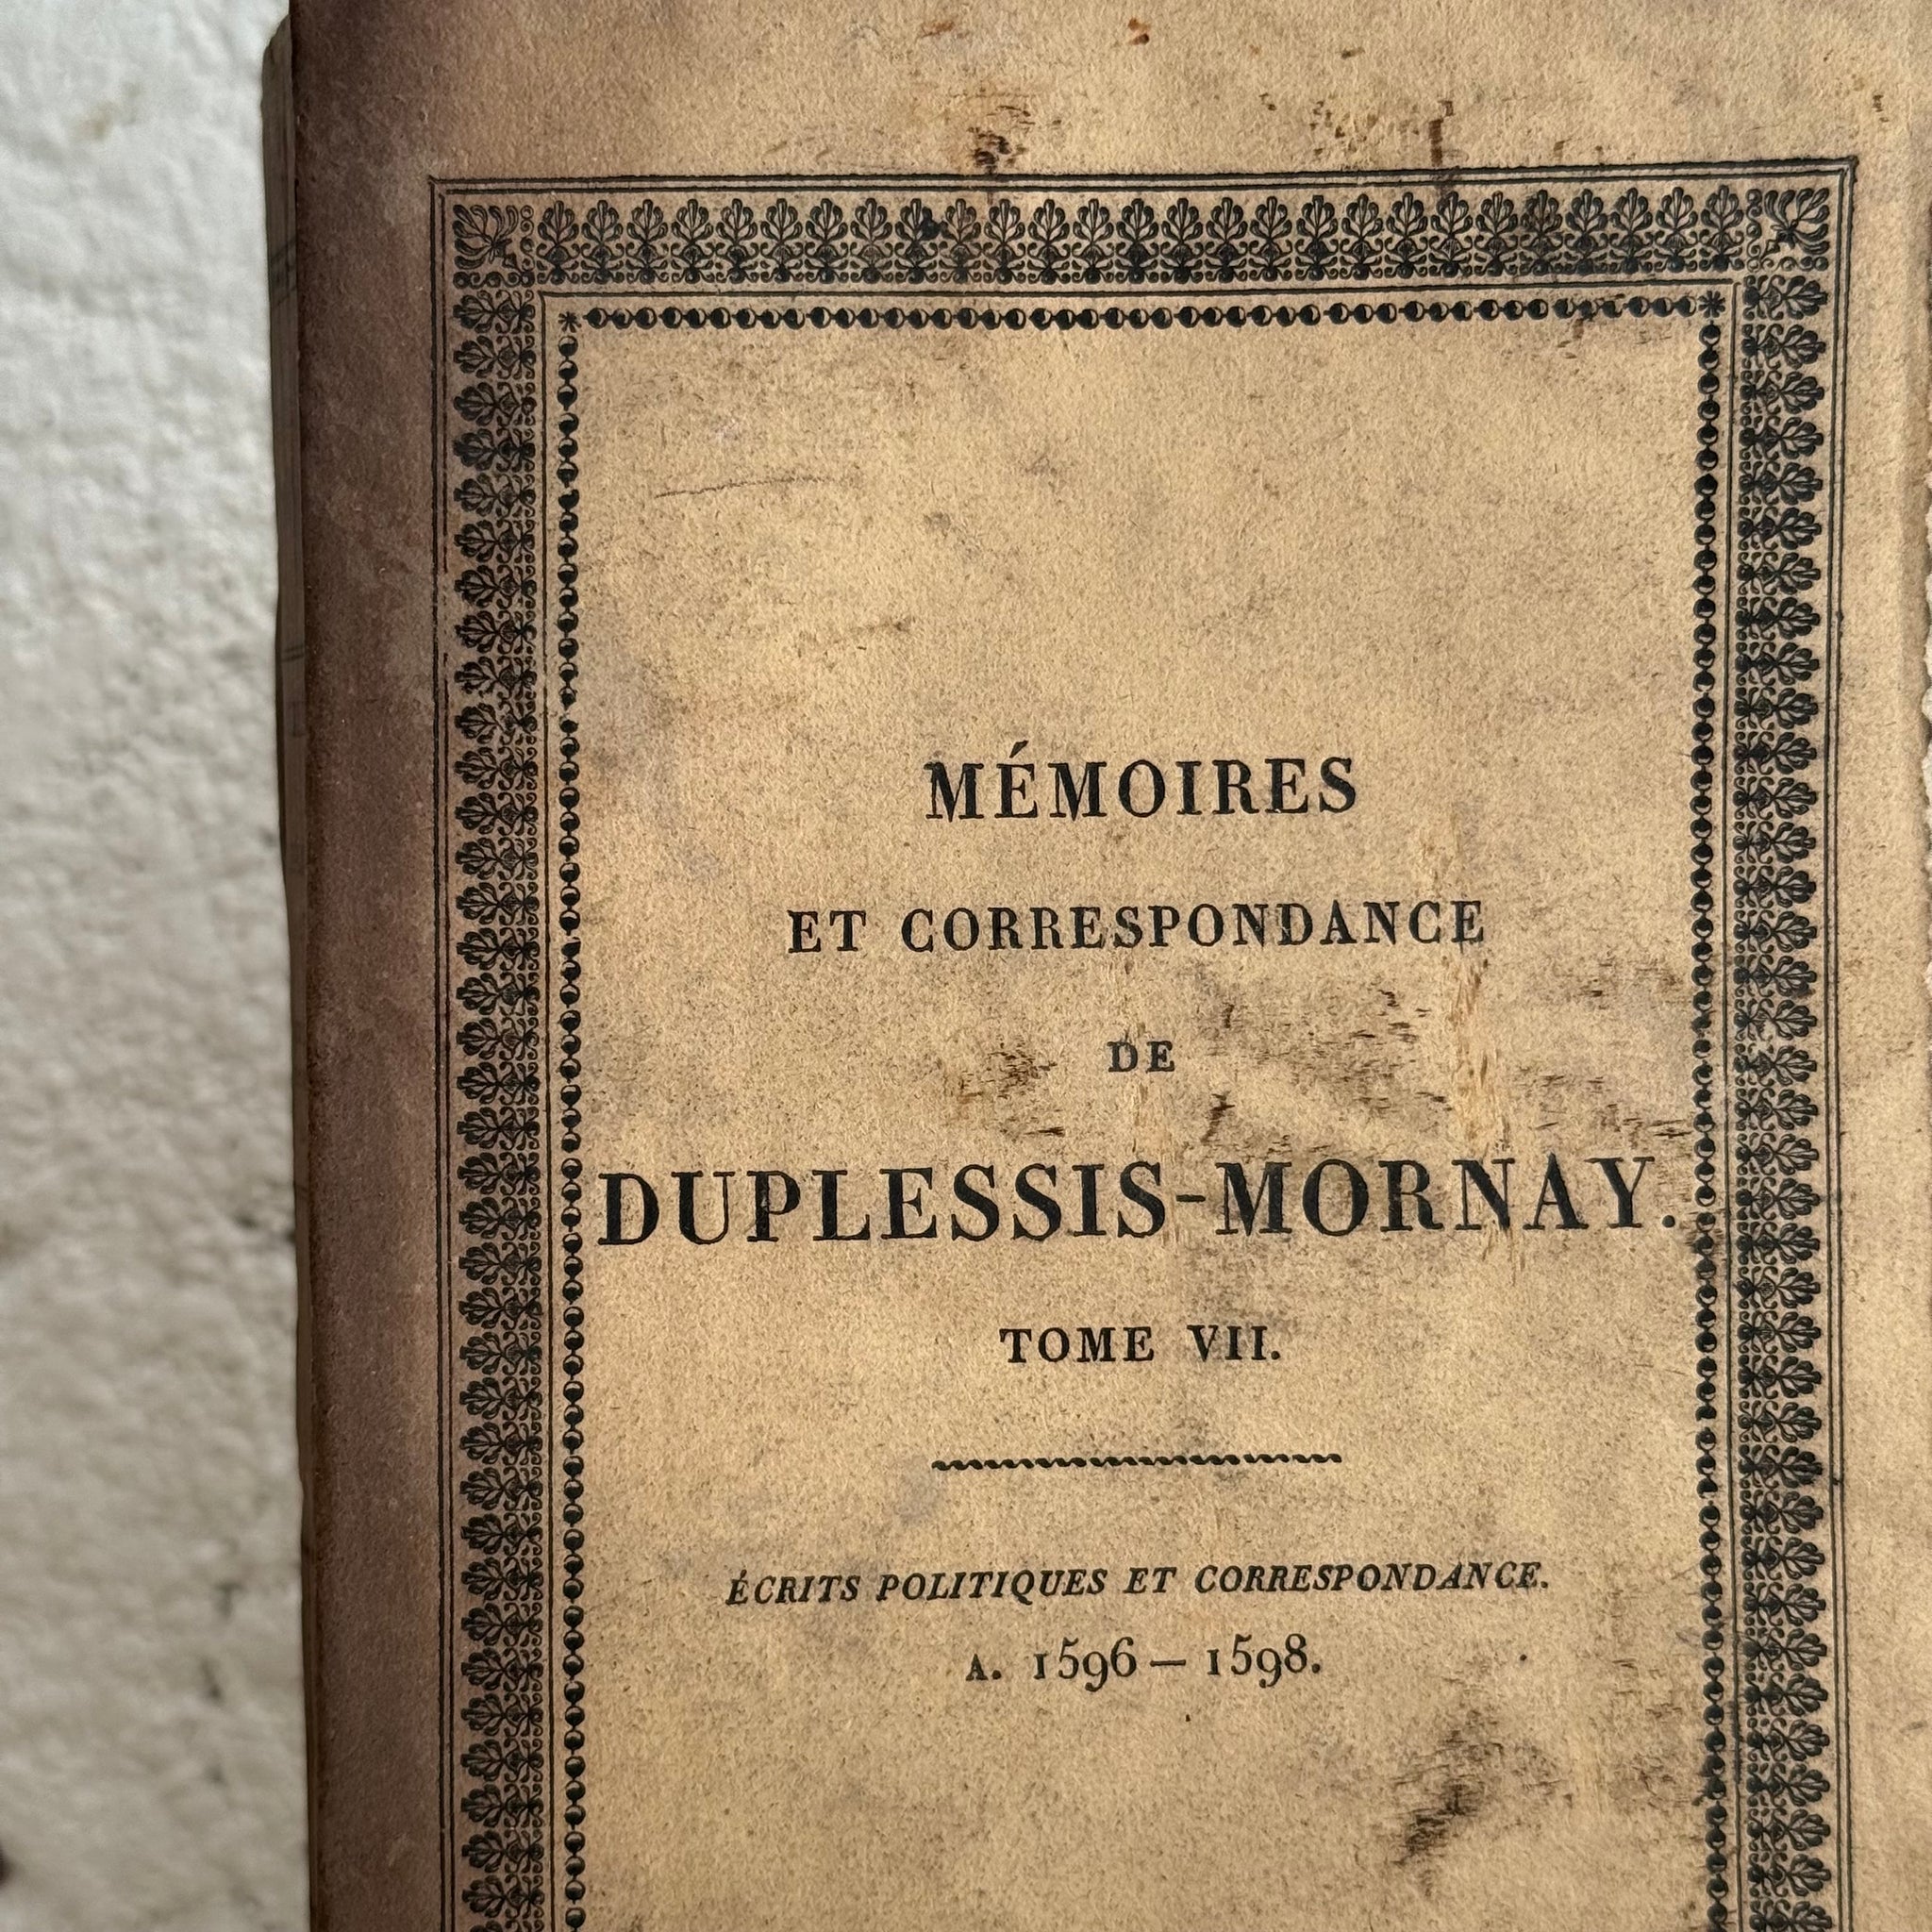 MÉMOIRES
ET CORRESPONDANCE
DE
DUPLESSIS-MORNAY.
TOME VII.
ÉCRITS POLITIQUES ET CORRESPONDANCE.
A. 1596 — 1598.